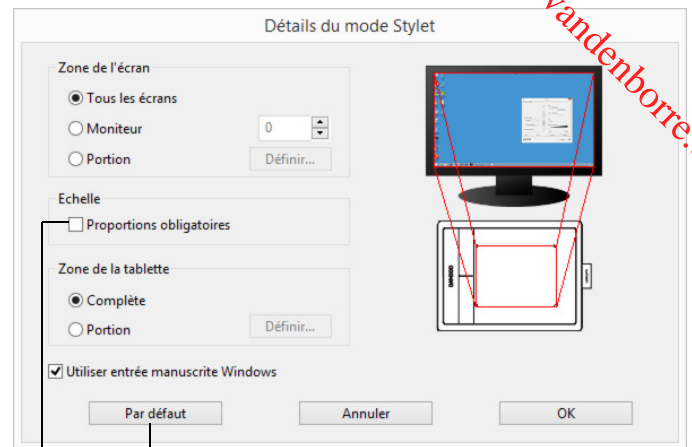 Détails du mode Stylet
vandenborre.
Zone de l'écran
Tous les écrans
Moniteur 0
Portion Définir...
Echelle
Proportions obligatoires
Zone de la tablette
Complète
Portion Définir...
Utiliser entrée manuscrite Windows
Par défaut Annuler OK
BAMBOO